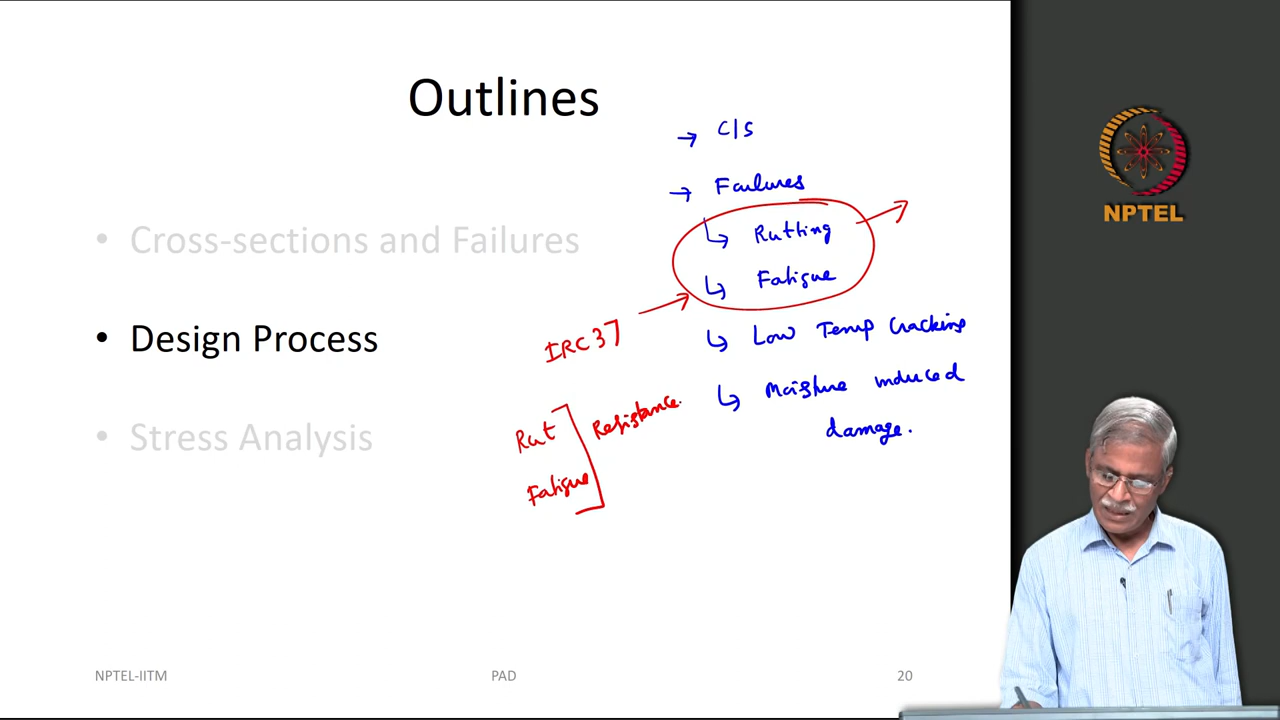 Outlines
→ C/S
→ Failures
↳ Rutting
↳ Fatigue
↳ Low Temp Cracking
↳ Moisture induced
damage.
IRC 37
Rut
Fatigue
Resistance.
• Cross-sections and Failures
• Design Process
• Stress Analysis
NPTEL-IITM
PAD
20
NPTEL